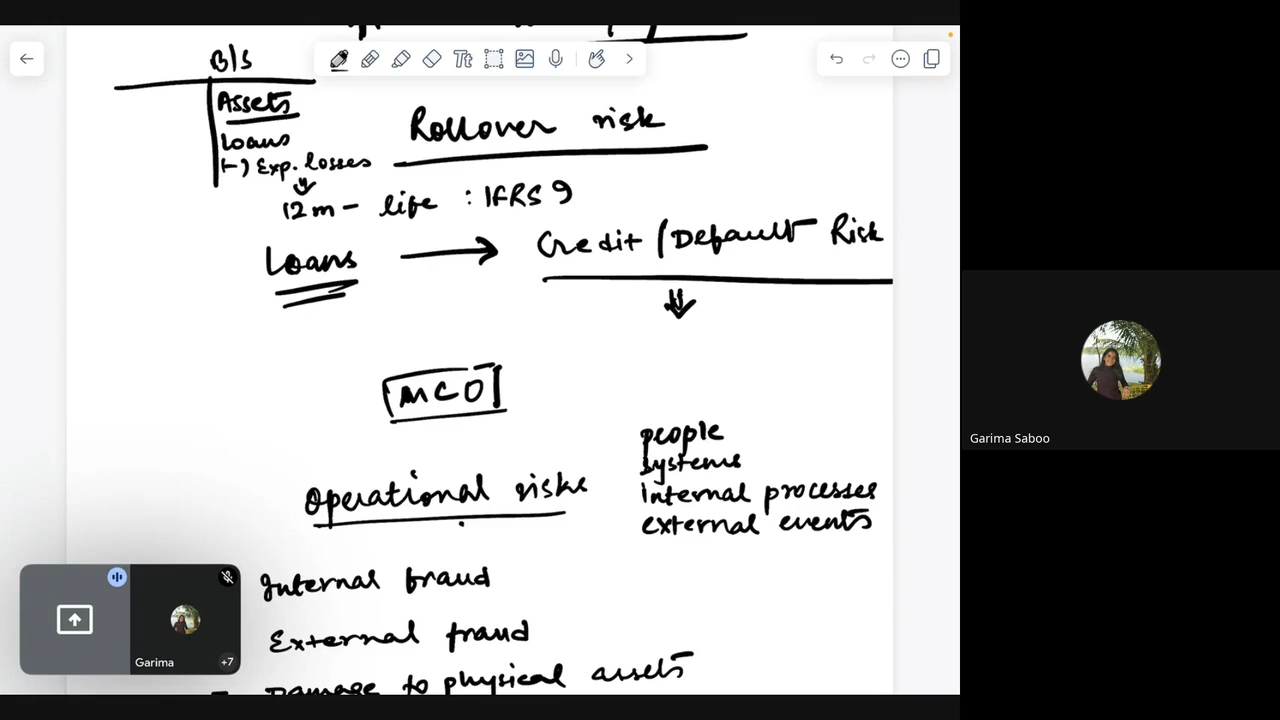 B/S
Assets
Loans
(-) Exp. losses
Rollover risk
12m - life : IFRS 9
Loans → Credit / Default Risk
MCO
people
systems
internal processes
external events
Operational risks
Internal fraud
External fraud
Damage to physical assets
Tt
Garima
+7
Garima Saboo